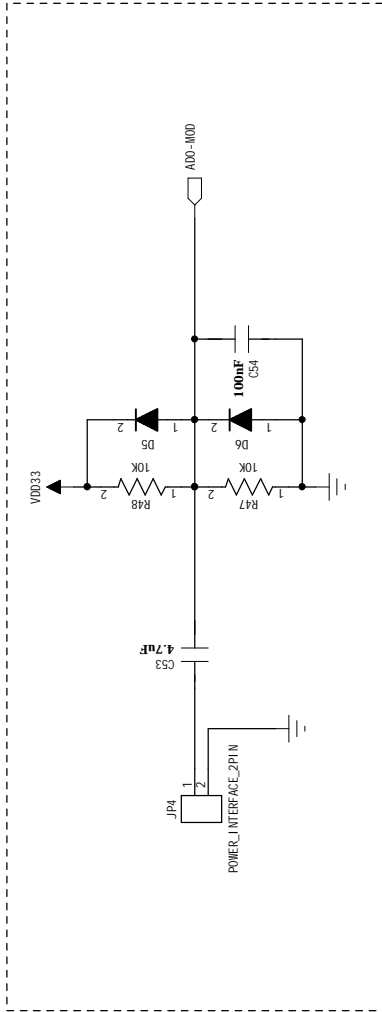 VDD33
R48
10K
2
1
D5
2
1
ADO-MOD
JP4
1
2
POWER_INTERFACE_2PIN
C53
4.7uF
R47
10K
2
1
D6
2
1
100nF
C54